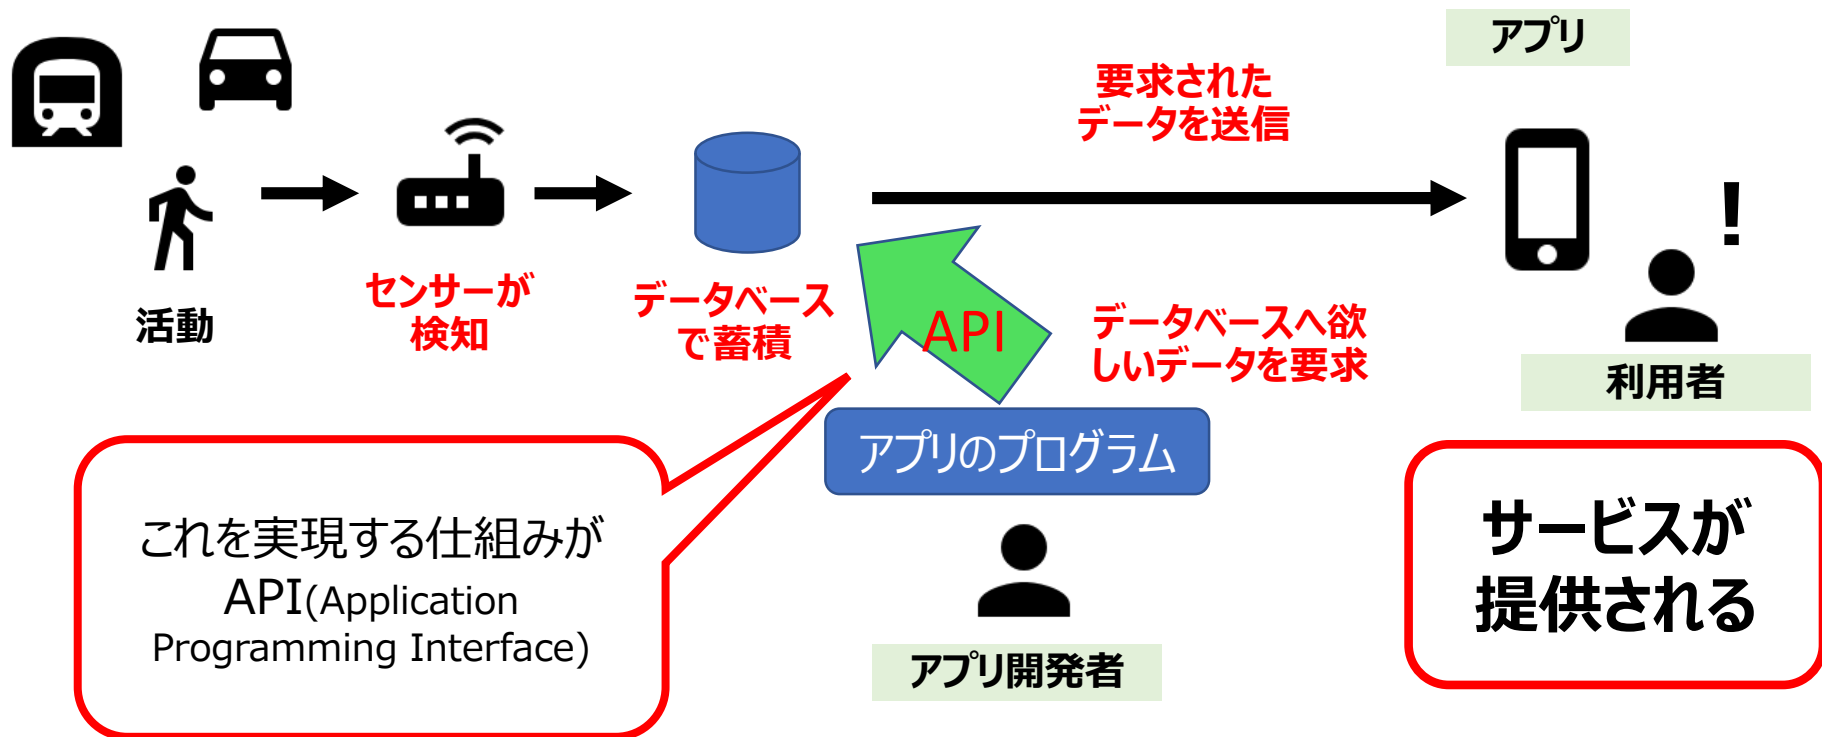 アプリ
要求された
データを送信
!
活動
センサーが
検知
データベース
で蓄積
API
データベースへ欲
しいデータを要求
利用者
アプリのプログラム
これを実現する仕組みが
API(Application
Programming Interface)
アプリ開発者
サービスが
提供される